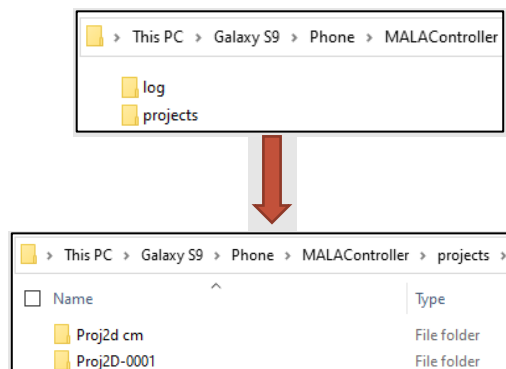 This PC > Galaxy S9 > Phone > MALAController
log
projects
> This PC > Galaxy S9 > Phone > MALAController > projects >
Name Type
Proj2d cm File folder
Proj2D-0001 File folder